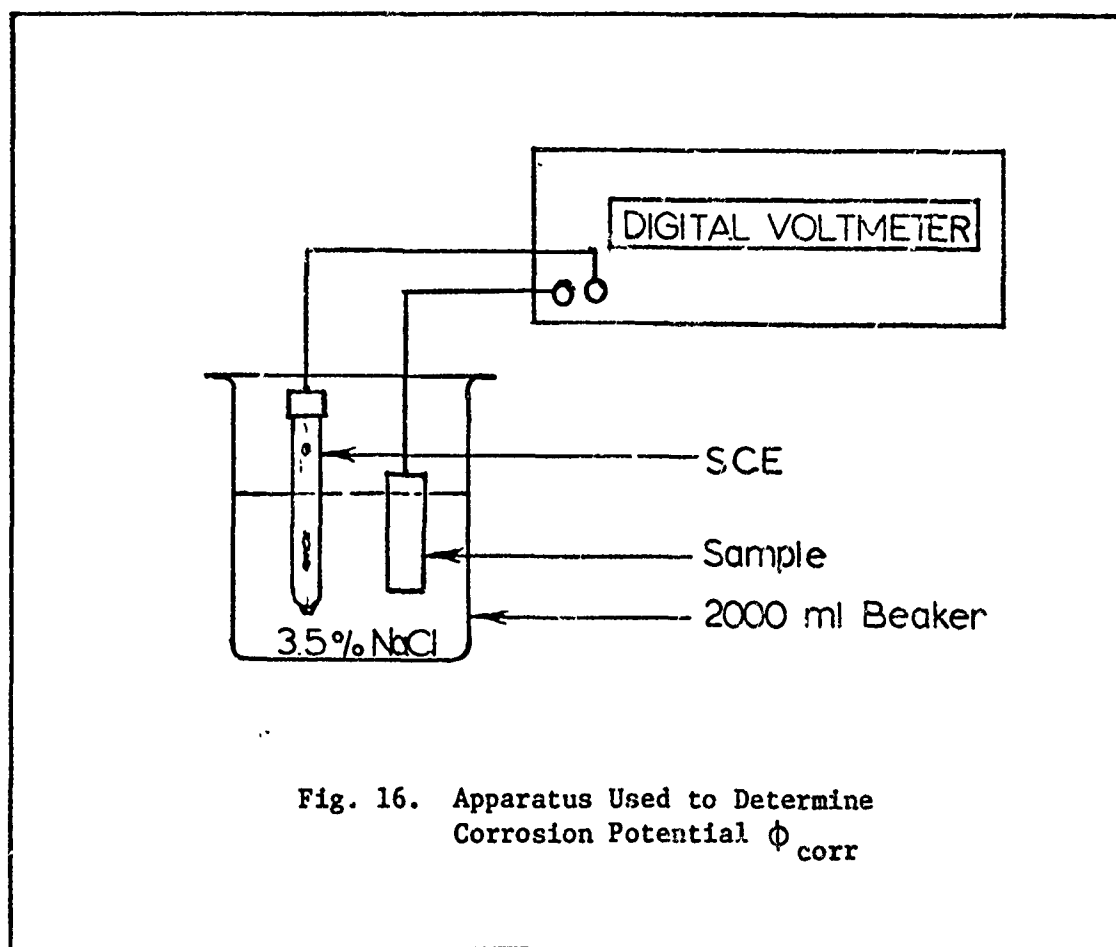 DIGITAL VOLTMETER
SCE
Sample
2000 ml Beaker
3.5% NaCl
Fig. 16. Apparatus Used to Determine
Corrosion Potential ϕcorr